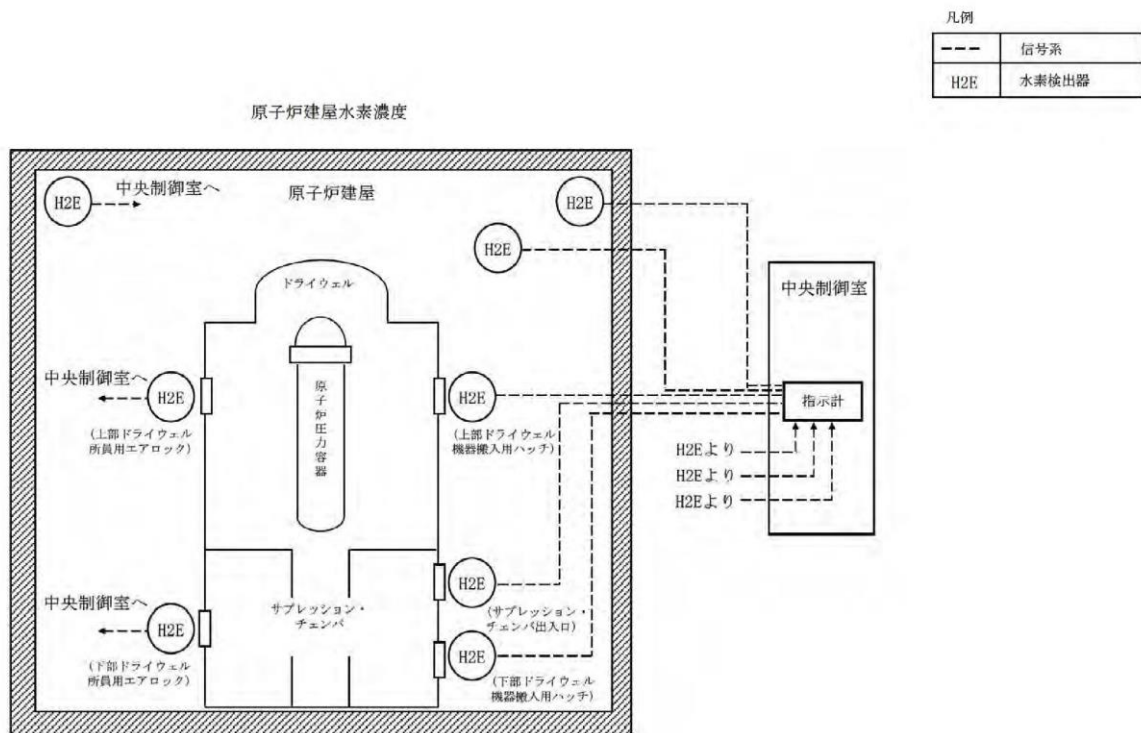 凡例
信号系
H2E
水素検出器
原子炉建屋水素濃度
H2E
中央制御室へ
原子炉建屋
H2E
H2E
ドライウェル
中央制御室
中央制御室へ
H2E
原子炉圧力容器
H2E
指示計
(上部ドライウェル
所員用エアロック)
(上部ドライウェル
機器搬入用ハッチ)
H2Eより
H2Eより
H2Eより
H2E
中央制御室へ
H2E
サプレッション・
チェンバ
(サプレッション・
チェンバ出入口)
H2E
(下部ドライウェル
所員用エアロック)
(下部ドライウェル
機器搬入用ハッチ)